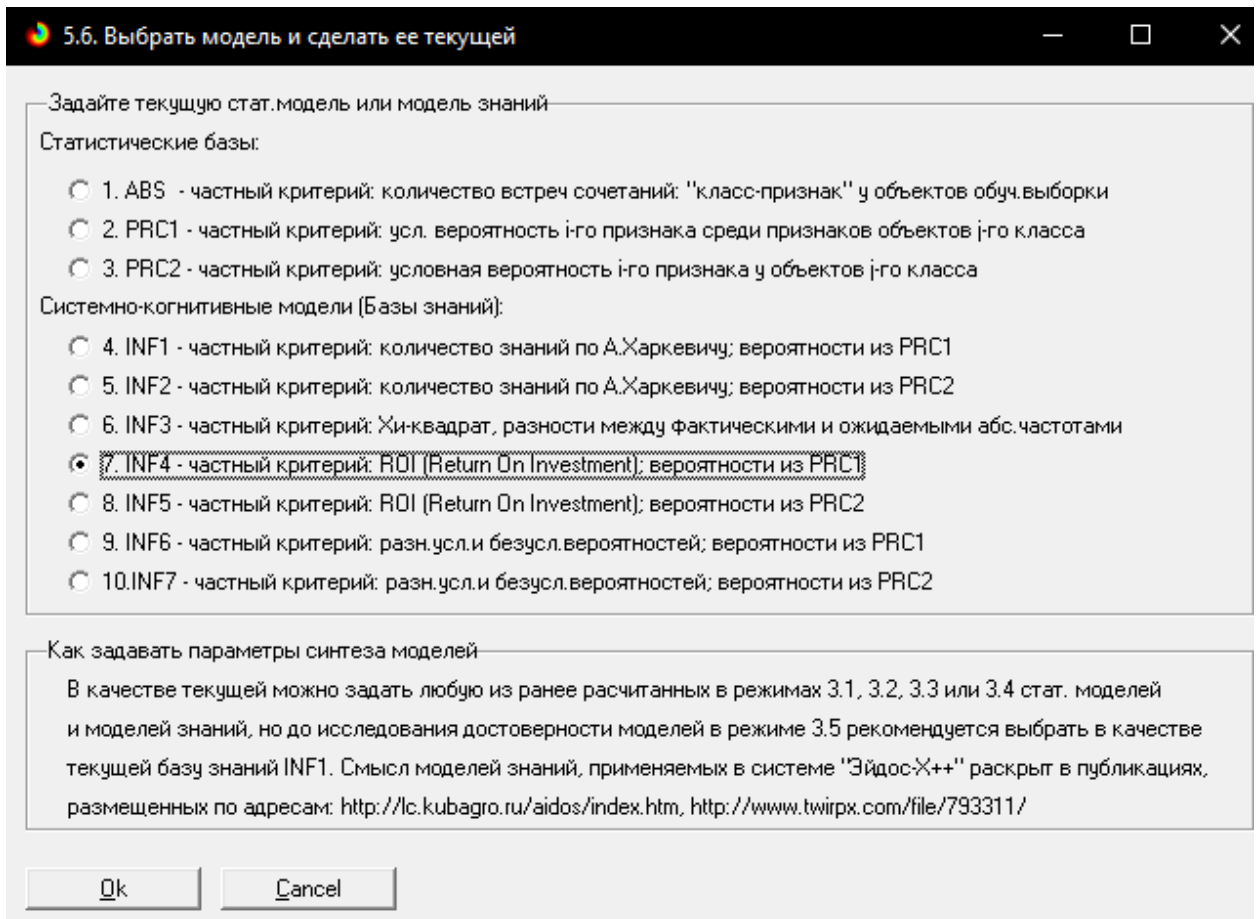 5.6. Выбрать модель и сделать ее текущей
Задайте текущую стат.модель или модель знаний
Статистические базы:
1. ABS - частный критерий: количество встреч сочетаний: "класс-признак" у объектов обуч.выборки
2. PRC1 - частный критерий: усл. вероятность i-го признака среди признаков объектов j-го класса
3. PRC2 - частный критерий: условная вероятность i-го признака у объектов j-го класса
Системно-когнитивные модели (Базы знаний):
4. INF1 - частный критерий: количество знаний по А.Харкевичу; вероятности из PRC1
5. INF2 - частный критерий: количество знаний по А.Харкевичу; вероятности из PRC2
6. INF3 - частный критерий: Хи-квадрат, разности между фактическими и ожидаемыми абс.частотами
7. INF4 - частный критерий: ROI (Return On Investment); вероятности из PRC1
8. INF5 - частный критерий: ROI (Return On Investment); вероятности из PRC2
9. INF6 - частный критерий: разн.усл.и безусл.вероятностей; вероятности из PRC1
10.INF7 - частный критерий: разн.усл.и безусл.вероятностей; вероятности из PRC2
Как задавать параметры синтеза моделей
В качестве текущей можно задать любую из ранее расчитанных в режимах 3.1, 3.2, 3.3 или 3.4 стат. моделей
и моделей знаний, но до исследования достоверности моделей в режиме 3.5 рекомендуется выбрать в качестве
текущей базу знаний INF1. Смысл моделей знаний, применяемых в системе "Эйдос-Х++" раскрыт в публикациях,
размещенных по адресам: http://lc.kubagro.ru/aidos/index.htm, http://www.twirpx.com/file/793311/
Ok
Cancel